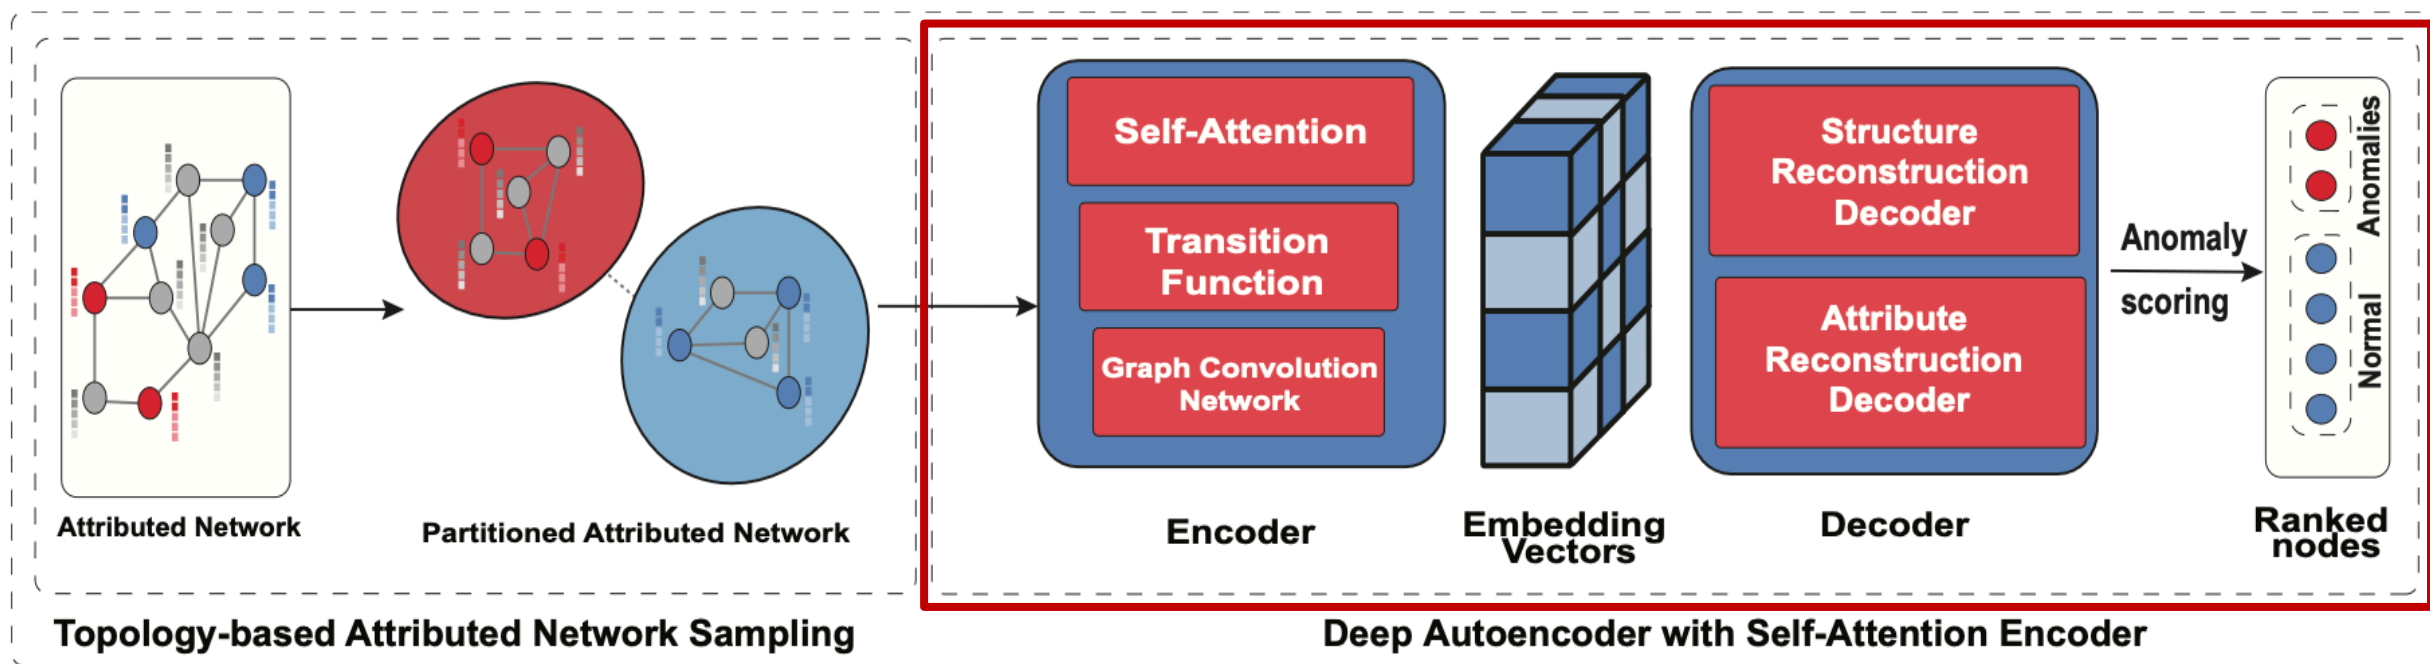 Attributed Network
Partitioned Attributed Network
Topology-based Attributed Network Sampling
Self-Attention
Transition
Function
Graph Convolution
Network
Encoder
Embedding
Vectors
Structure
Reconstruction
Decoder
Attribute
Reconstruction
Decoder
Decoder
Anomaly
scoring
Anomalies
Normal
Ranked
nodes
Deep Autoencoder with Self-Attention Encoder